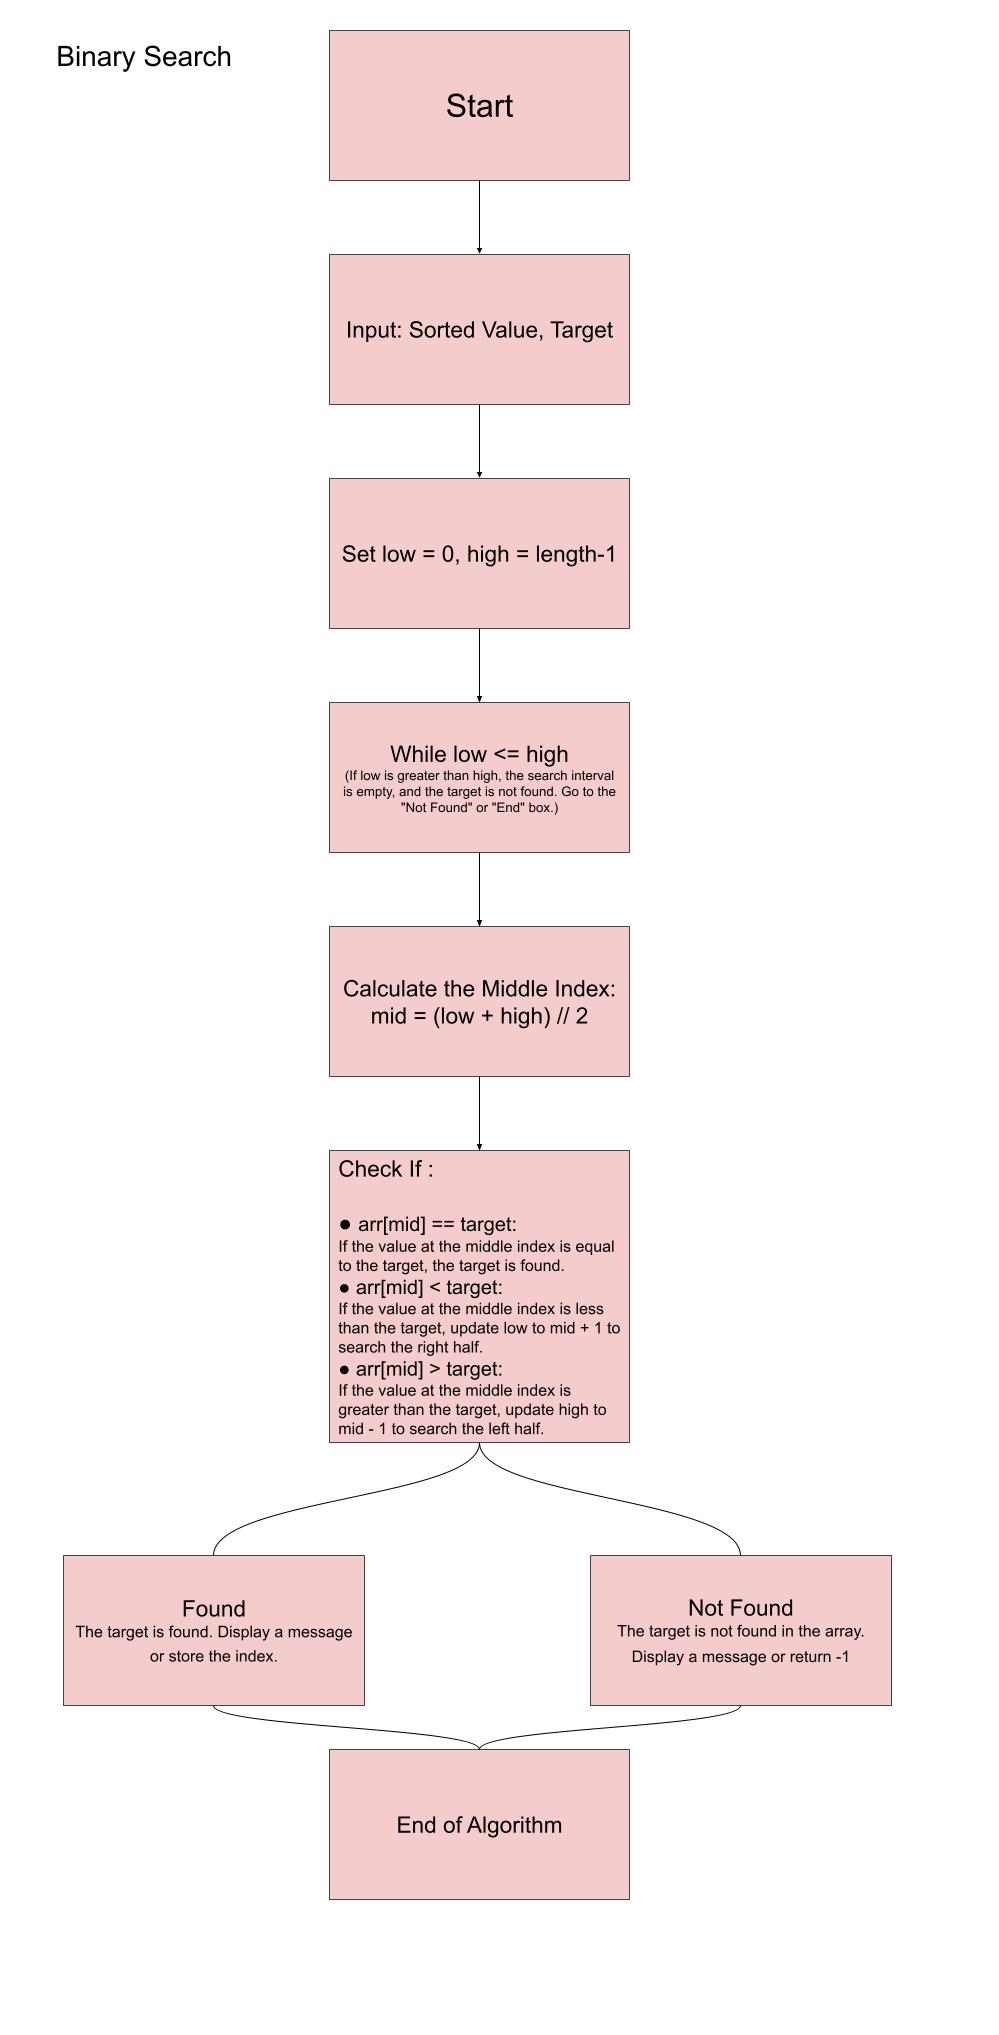 Binary Search
Start
Input: Sorted Value, Target
Set low = 0, high = length-1
While low <= high
(If low is greater than high, the search interval
is empty, and the target is not found. Go to the
"Not Found" or "End" box.)
Calculate the Middle Index:
mid = (low + high) // 2
Check If :
● arr[mid] == target:
If the value at the middle index is equal
to the target, the target is found.
● arr[mid] < target:
If the value at the middle index is less
than the target, update low to mid + 1 to
search the right half.
● arr[mid] > target:
If the value at the middle index is
greater than the target, update high to
mid - 1 to search the left half.
Found
The target is found. Display a message
or store the index.
Not Found
The target is not found in the array.
Display a message or return -1
End of Algorithm